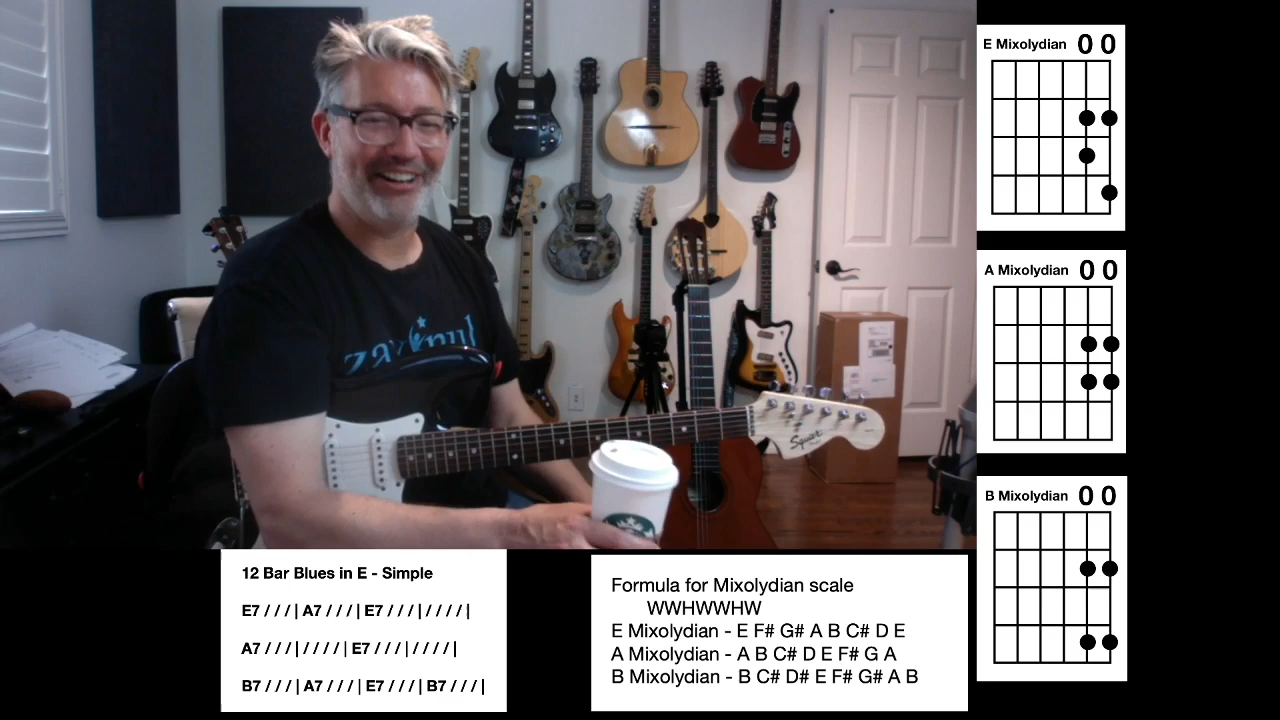 E Mixolydian 0 0
A Mixolydian 0 0
B Mixolydian 0 0
Squier
12 Bar Blues in E - Simple
E7 / / / | A7 / / / | E7 / / / | / / / / |
A7 / / / | / / / / | E7 / / / | / / / / |
B7 / / / | A7 / / / | E7 / / / | B7 / / / |
Formula for Mixolydian scale
WWHWWHW
E Mixolydian - E F# G# A B C# D E
A Mixolydian - A B C# D E F# G A
B Mixolydian - B C# D# E F# G# A B